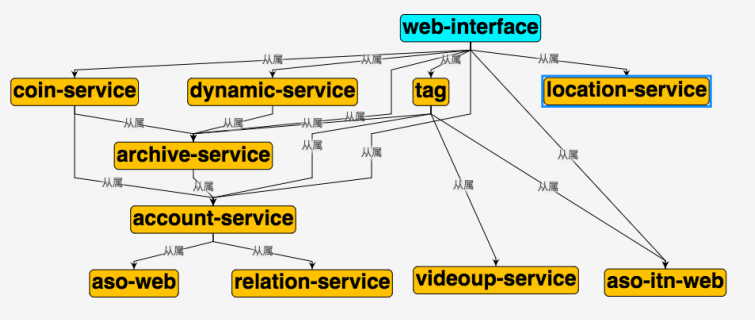 web-interface
从属 从属 从属 从属
coin-service dynamic-service tag location-service
从属 从属 从属 从属
从属 从属
archive-service 从属
从属 从属 从属 从属
account-service
从属 从属
aso-web relation-service videoup-service aso-itn-web